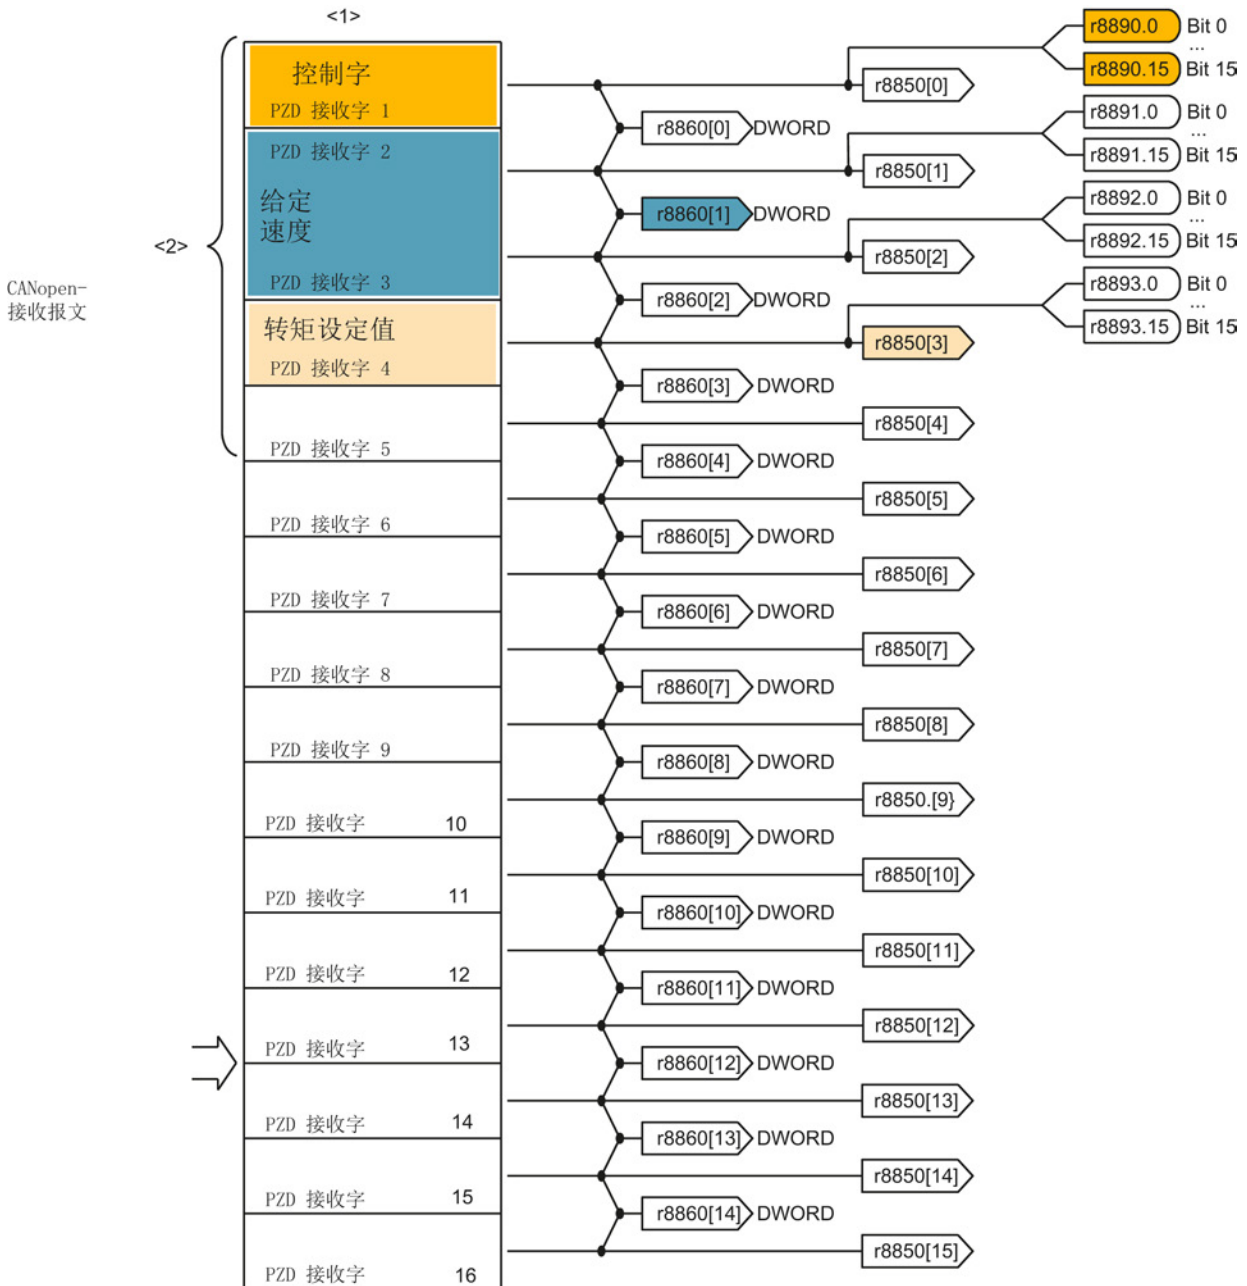 <1>
r8890.0 Bit 0
...
控制字
r8890.15 Bit 15
r8850[0]
PZD 接收字 1
r8891.0 Bit 0
...
r8860[0] DWORD
PZD 接收字 2
r8891.15 Bit 15
r8850[1]
给定
速度
r8892.0 Bit 0
...
r8860[1] DWORD
<2>
r8892.15 Bit 15
r8850[2]
PZD 接收字 3
CANopen-
接收报文
r8893.0 Bit 0
...
r8860[2] DWORD
转矩设定值
r8893.15 Bit 15
r8850[3]
PZD 接收字 4
r8860[3] DWORD
r8850[4]
PZD 接收字 5
r8860[4] DWORD
r8850[5]
PZD 接收字 6
r8860[5] DWORD
r8850[6]
PZD 接收字 7
r8860[6] DWORD
r8850[7]
PZD 接收字 8
r8860[7] DWORD
r8850[8]
PZD 接收字 9
r8860[8] DWORD
r8850.[9}
PZD 接收字 10
r8860[9] DWORD
r8850[10]
PZD 接收字 11
r8860[10] DWORD
r8850[11]
PZD 接收字 12
r8860[11] DWORD
r8850[12]
PZD 接收字 13
r8860[12] DWORD
r8850[13]
PZD 接收字 14
r8860[13] DWORD
r8850[14]
PZD 接收字 15
r8860[14] DWORD
r8850[15]
PZD 接收字 16